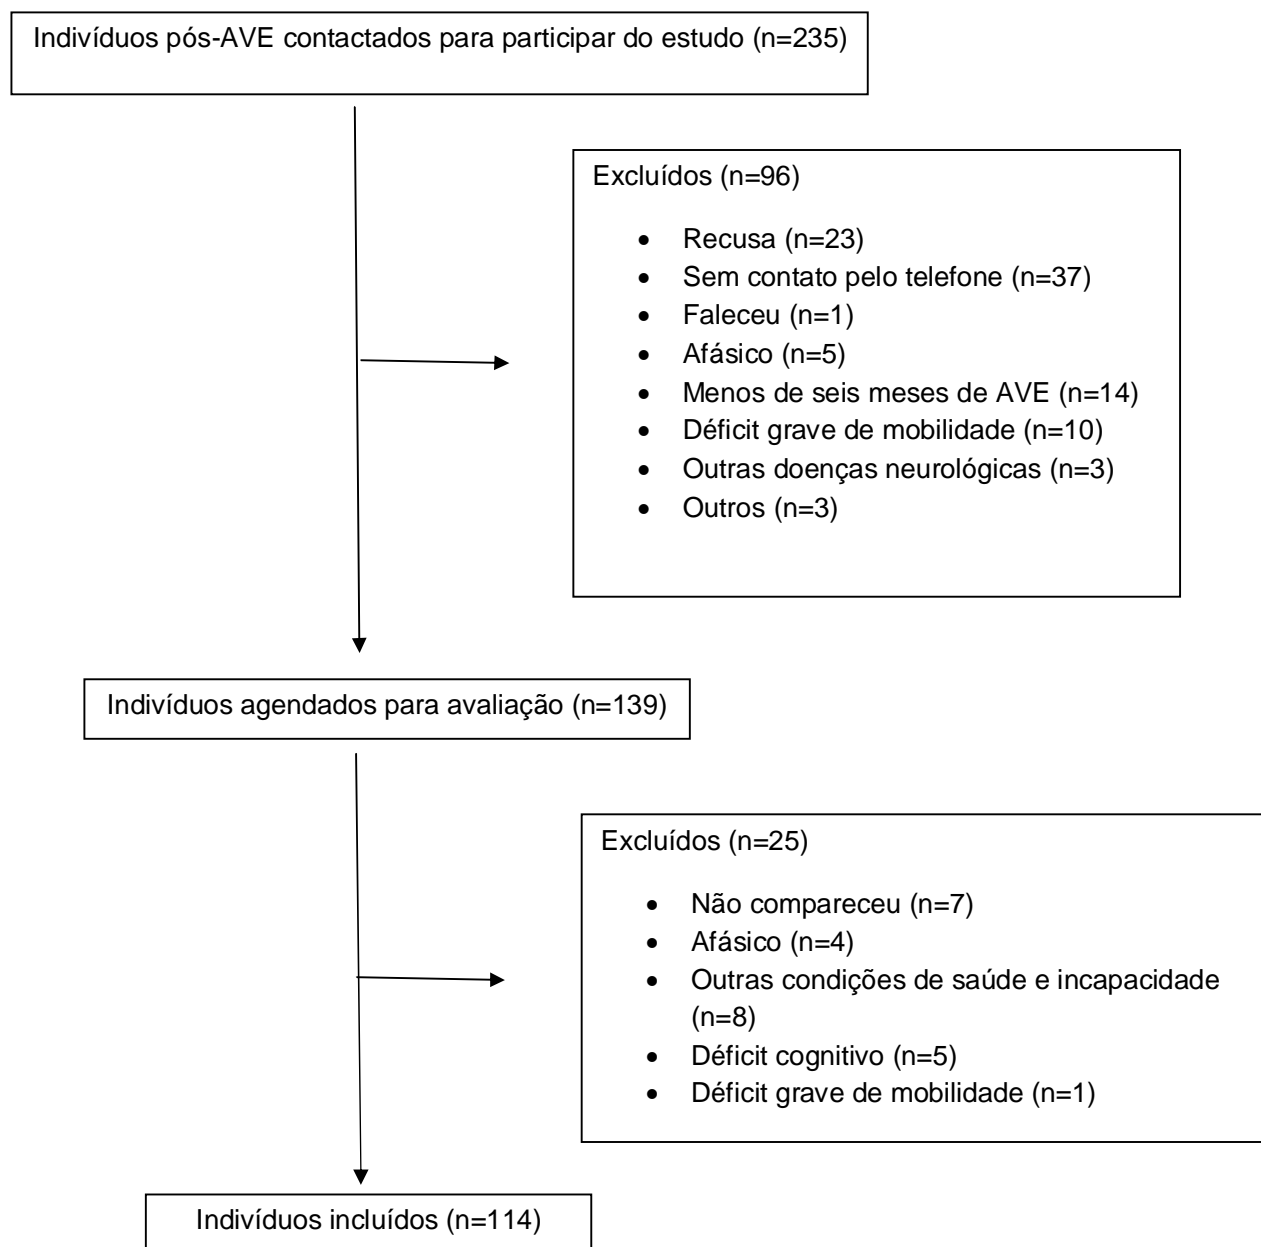 Indivíduos pós-AVE contactados para participar do estudo (n=235)
Excluídos (n=96)
• Recusa (n=23)
• Sem contato pelo telefone (n=37)
• Faleceu (n=1)
• Afásico (n=5)
• Menos de seis meses de AVE (n=14)
• Déficit grave de mobilidade (n=10)
• Outras doenças neurológicas (n=3)
• Outros (n=3)
Indivíduos agendados para avaliação (n=139)
Excluídos (n=25)
• Não compareceu (n=7)
• Afásico (n=4)
• Outras condições de saúde e incapacidade
(n=8)
• Déficit cognitivo (n=5)
• Déficit grave de mobilidade (n=1)
Indivíduos incluídos (n=114)